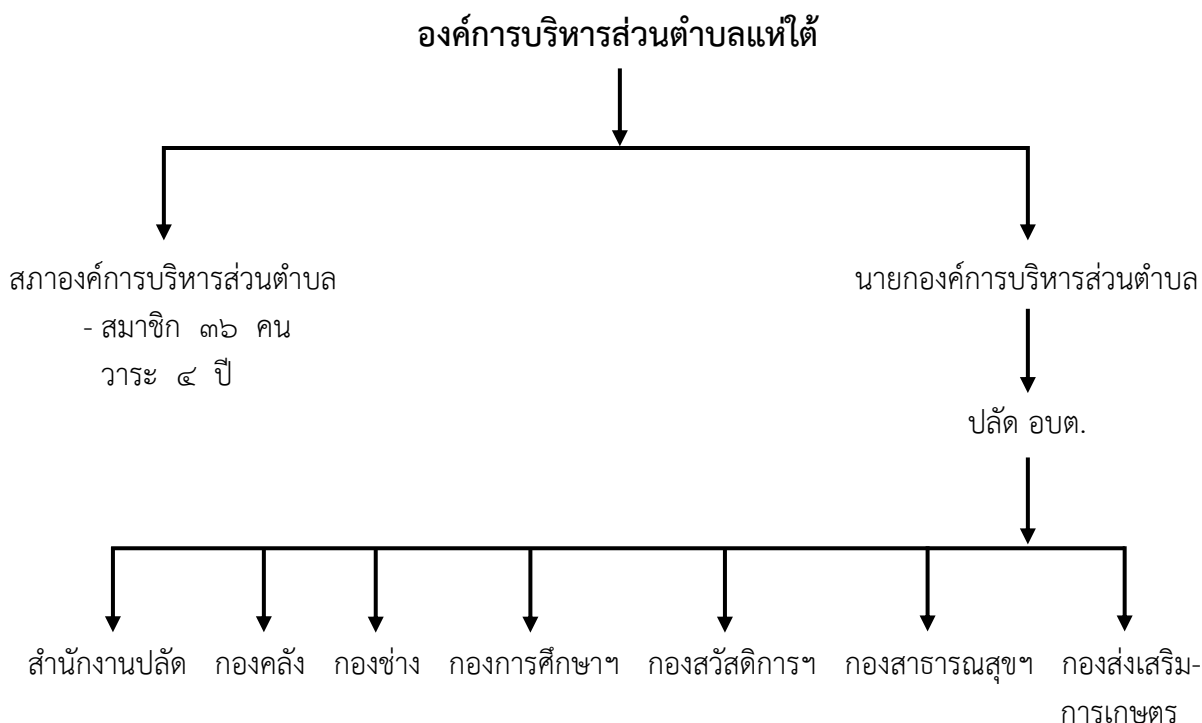 องค์การบริหารส่วนตำบลแห่ใต้
สภาองค์การบริหารส่วนตำบล
- สมาชิก ๓๖ คน
วาระ ๔ ปี
นายกองค์การบริหารส่วนตำบล
ปลัด อบต.
สำนักงานปลัด กองคลัง กองช่าง กองการศึกษาฯ กองสวัสดิการฯ กองสาธารณสุขฯ กองส่งเสริม-
การเกษตร